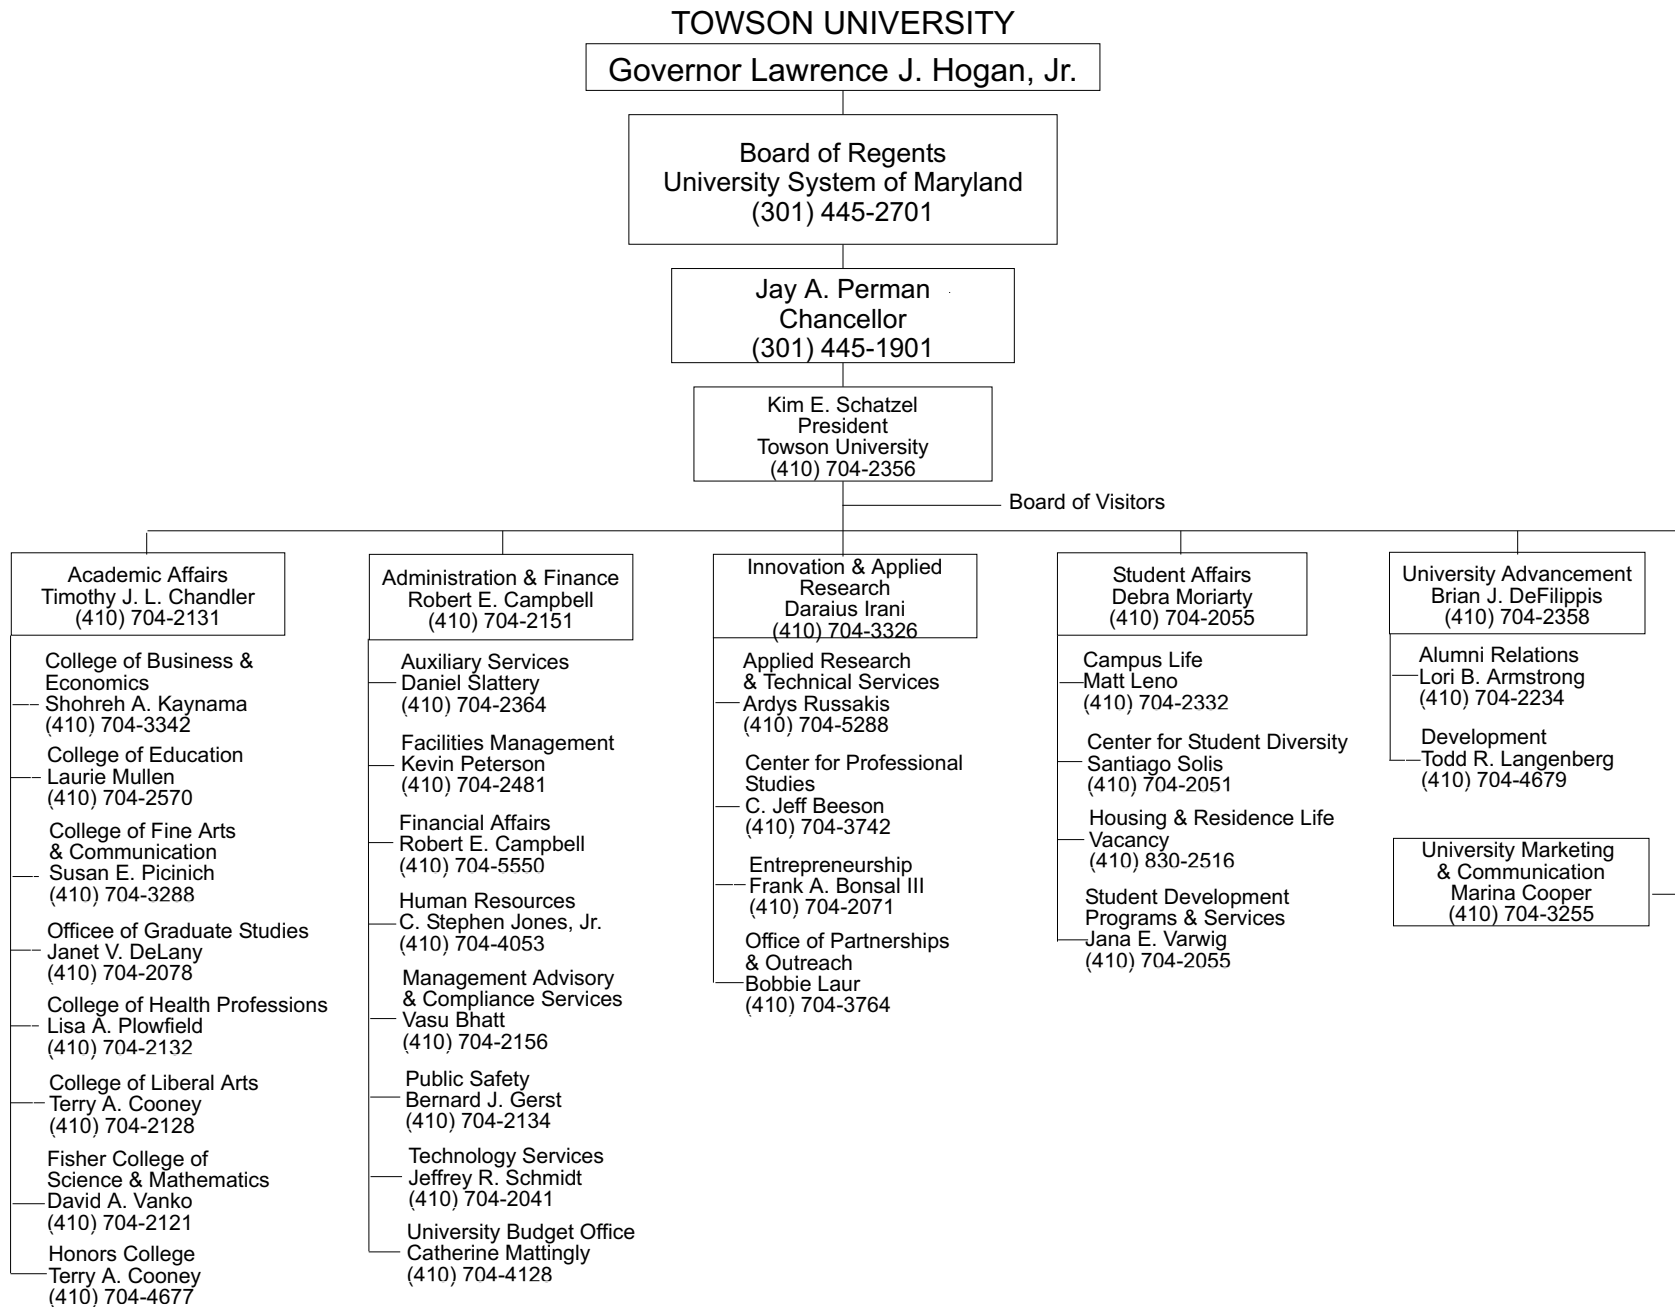 TOWSON UNIVERSITY
Governor Lawrence J. Hogan, Jr.
Board of Regents
University System of Maryland
(301) 445-2701
Jay A. Perman
Chancellor
(301) 445-1901
Kim E. Schatzel
President
Towson University
(410) 704-2356
Board of Visitors
Academic Affairs
Timothy J. L. Chandler
(410) 704-2131
College of Business &
Economics
Shohreh A. Kaynama
(410) 704-3342
College of Education
Laurie Mullen
(410) 704-2570
College of Fine Arts
& Communication
Susan E. Picinich
(410) 704-3288
Officee of Graduate Studies
Janet V. DeLany
(410) 704-2078
College of Health Professions
Lisa A. Plowfield
(410) 704-2132
College of Liberal Arts
Terry A. Cooney
(410) 704-2128
Fisher College of
Science & Mathematics
David A. Vanko
(410) 704-2121
Honors College
Terry A. Cooney
(410) 704-4677
Administration & Finance
Robert E. Campbell
(410) 704-2151
Auxiliary Services
Daniel Slattery
(410) 704-2364
Facilities Management
Kevin Peterson
(410) 704-2481
Financial Affairs
Robert E. Campbell
(410) 704-5550
Human Resources
C. Stephen Jones, Jr.
(410) 704-4053
Management Advisory
& Compliance Services
Vasu Bhatt
(410) 704-2156
Public Safety
Bernard J. Gerst
(410) 704-2134
Technology Services
Jeffrey R. Schmidt
(410) 704-2041
University Budget Office
Catherine Mattingly
(410) 704-4128
Innovation & Applied
Research
Daraius Irani
(410) 704-3326
Applied Research
& Technical Services
Ardys Russakis
(410) 704-5288
Center for Professional
Studies
C. Jeff Beeson
(410) 704-3742
Entrepreneurship
Frank A. Bonsal III
(410) 704-2071
Office of Partnerships
& Outreach
Bobbie Laur
(410) 704-3764
Student Affairs
Debra Moriarty
(410) 704-2055
Campus Life
Matt Leno
(410) 704-2332
Center for Student Diversity
Santiago Solis
(410) 704-2051
Housing & Residence Life
Vacancy
(410) 830-2516
Student Development
Programs & Services
Jana E. Varwig
(410) 704-2055
University Advancement
Brian J. DeFilippis
(410) 704-2358
Alumni Relations
Lori B. Armstrong
(410) 704-2234
Development
Todd R. Langenberg
(410) 704-4679
University Marketing
& Communication
Marina Cooper
(410) 704-3255